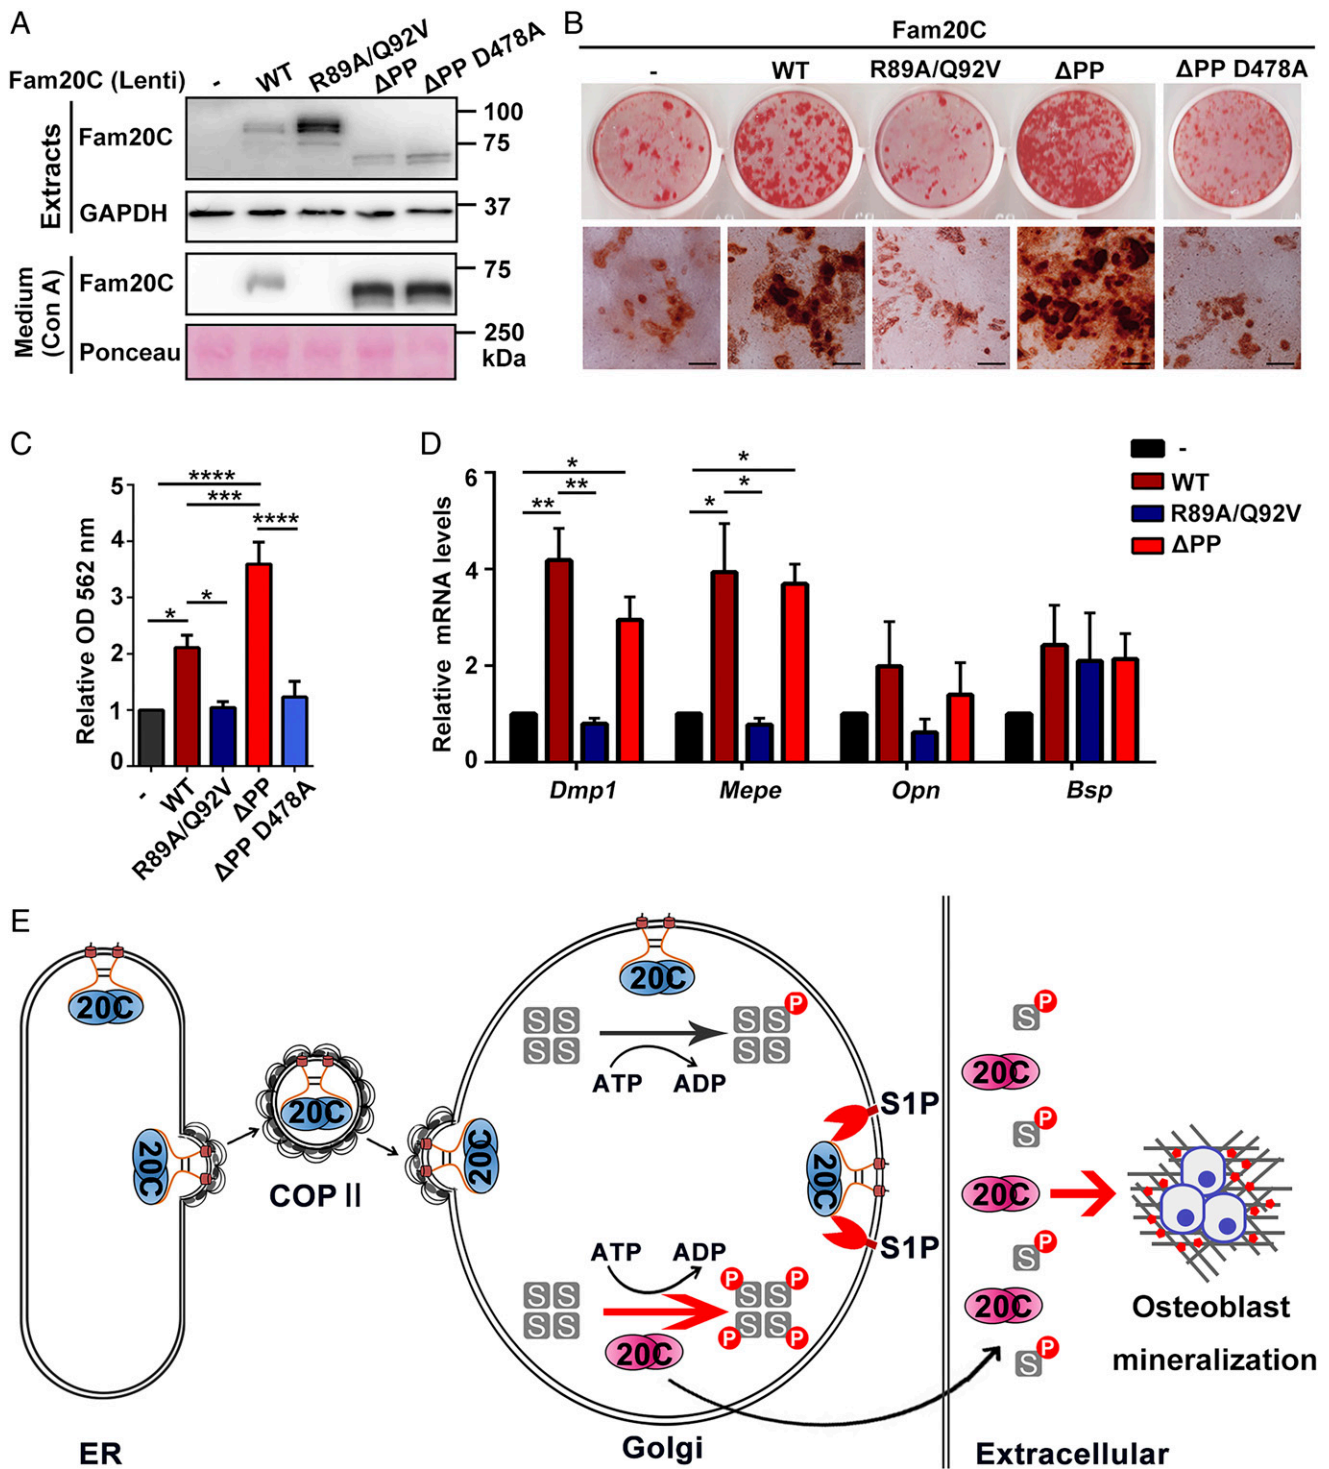 A
Fam20C (Lenti)
-
WT
R89A/Q92V
ΔPP
ΔPP D478A
Extracts
Fam20C
100
75
GAPDH
37
Medium
(Con A)
Fam20C
75
Ponceau
250
kDa
B
Fam20C
- WT R89A/Q92V ΔPP ΔPP D478A
C
Relative OD 562 nm
5
4
3
2
1
0
****
***
****
*
*
-
WT
R89A/Q92V
ΔPP
ΔPP D478A
D
Relative mRNA levels
6
4
2
0
*
**
**
*
*
*
Dmp1 Mepe Opn Bsp
-
WT
R89A/Q92V
ΔPP
E
20C
20C
20C
COP II
ER
20C
S S
S S
S S P
S S
ATP ADP
20C
20C
S1P
S1P
ATP ADP
S S
S S
P P
S S
S S
P P
20C
Golgi
S P
20C
S P
20C
S P
20C
S P
Extracellular
Osteoblast
mineralization